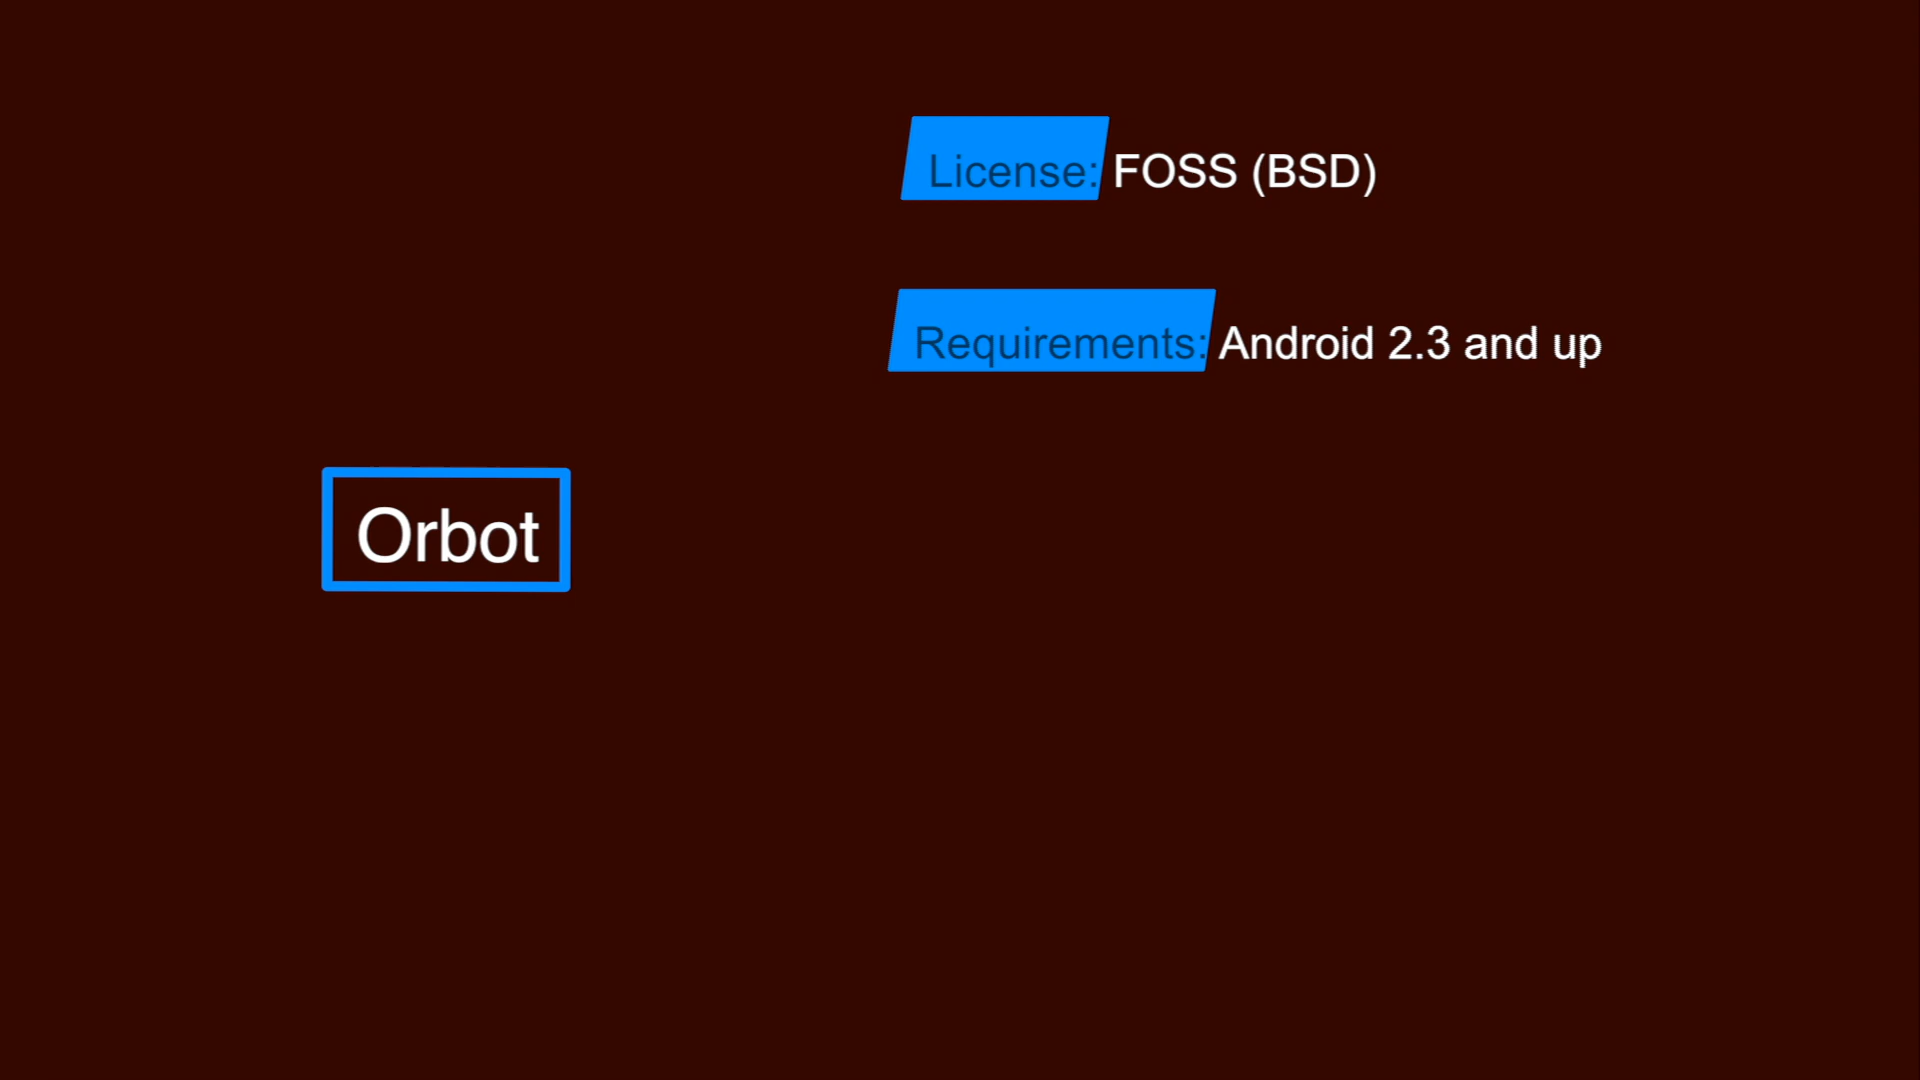 License: FOSS (BSD)
Requirements: Android 2.3 and up
Orbot